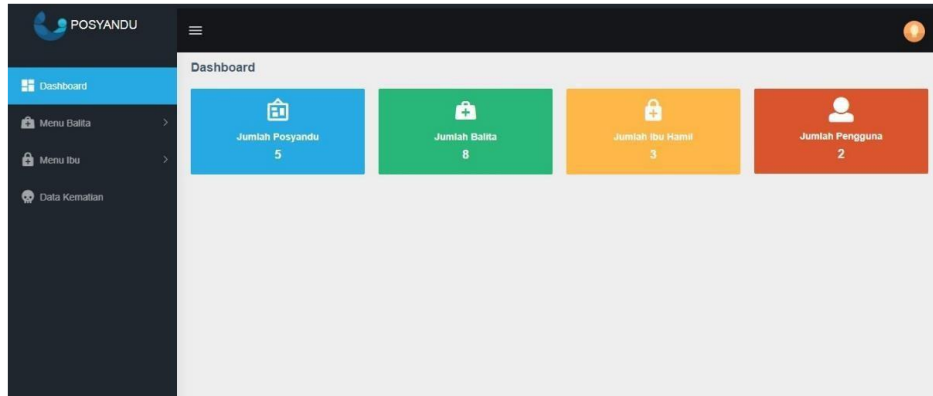 POSYANDU
Dashboard
Menu Balita
Menu Ibu
Data Kematian
Dashboard
Jumlah Posyandu
5
Jumlah Balita
8
Jumlah Ibu Hamil
3
Jumlah Pengguna
2